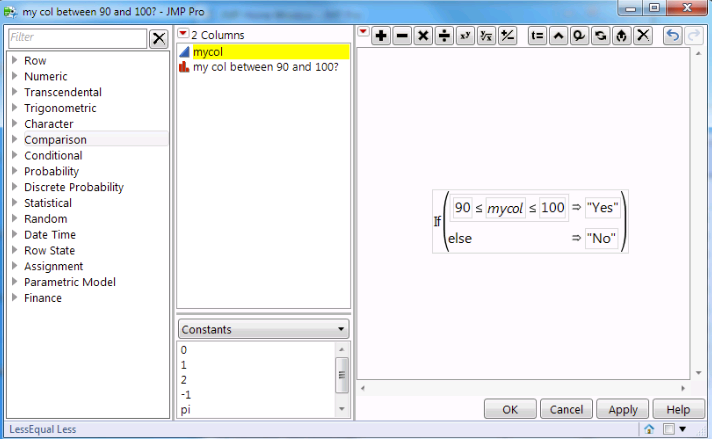 my col between 90 and 100? - JMP Pro
Filter
Row
Numeric
Transcendental
Trigonometric
Character
Comparison
Conditional
Probability
Discrete Probability
Statistical
Random
Date Time
Row State
Assignment
Parametric Model
Finance
2 Columns
mycol
my col between 90 and 100?
Constants
0
1
2
-1
pi
t=
If
90 ≤ mycol ≤ 100 ⇒ "Yes"
else ⇒ "No"
OK Cancel Apply Help
LessEqual Less